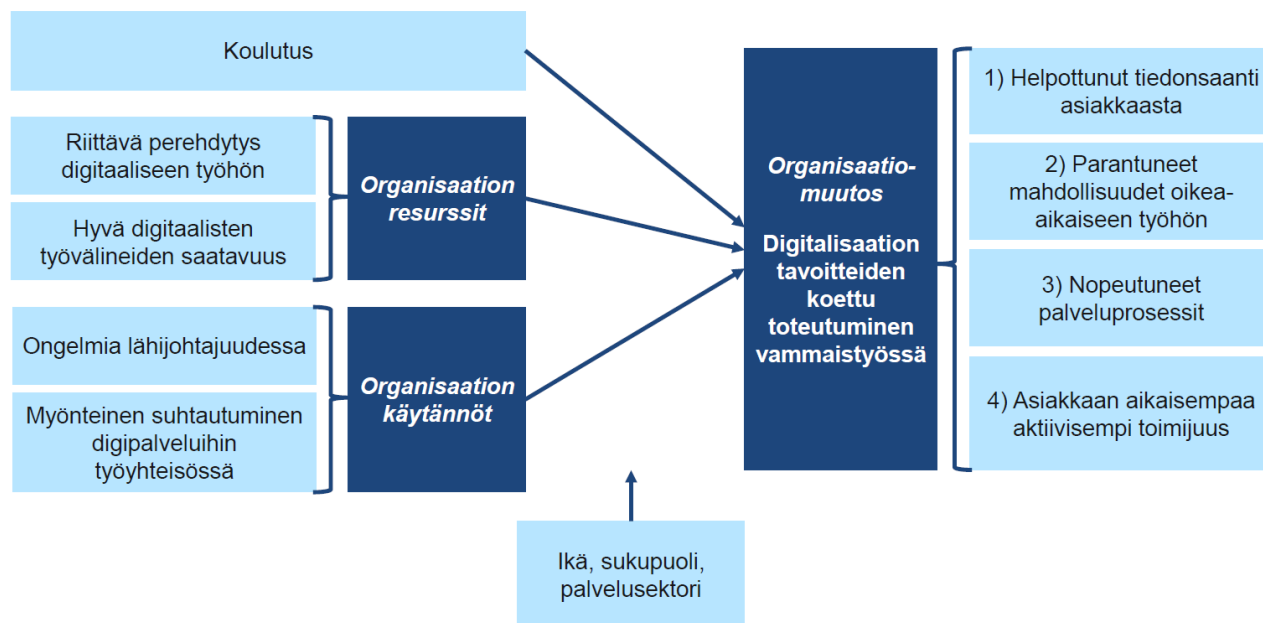 Koulutus
Riittävä perehdytys
digitaaliseen työhön
Hyvä digitaalisten
työvälineiden saatavuus
Organisaation
resurssit
Ongelmia lähijohtajuudessa
Myönteinen suhtautuminen
digipalveluihin
työyhteisössä
Organisaation
käytännöt
Ikä, sukupuoli,
palvelusektori
Organisaatio-
muutos
Digitalisaation
tavoitteiden
koettu
toteutuminen
vammaistyössä
1) Helpottunut tiedonsaanti
asiakkaasta
2) Parantuneet
mahdollisuudet oikea-
aikaiseen työhön
3) Nopeutuneet
palveluprosessit
4) Asiakkaan aikaisempaa
aktiivisempi toimijuus